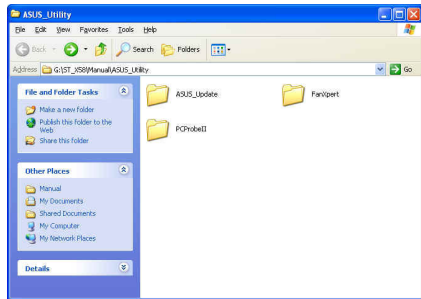 ASUS_Utility
File Edit View Favorites Tools Help
Back Search Folders
Address G:\ST_X58\Manual\ASUS_Utility Go
File and Folder Tasks
Make a new folder
Publish this folder to the Web
Share this folder
Other Places
Manual
My Documents
Shared Documents
My Computer
My Network Places
Details
ASUS_Update
FanXpert
PCProbeII